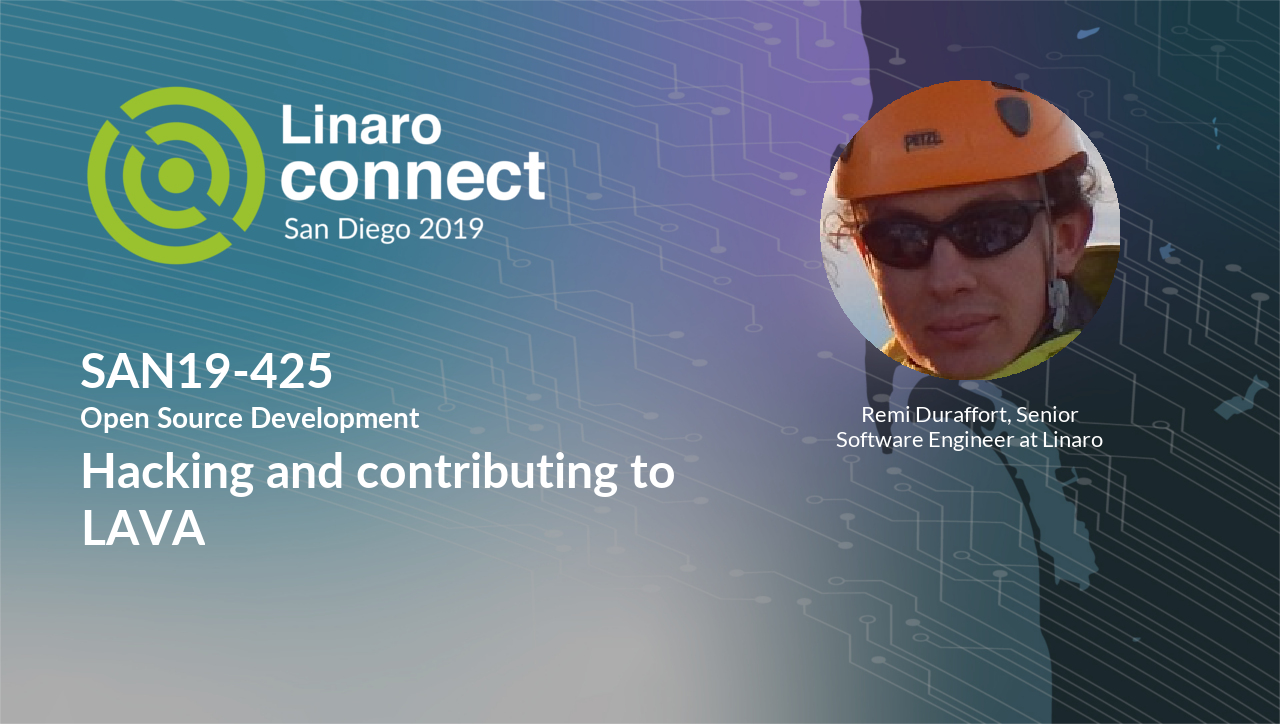 Linaro
connect
San Diego 2019
PETZL
SAN19-425
Open Source Development
Hacking and contributing to
LAVA
Remi Duraffort, Senior
Software Engineer at Linaro